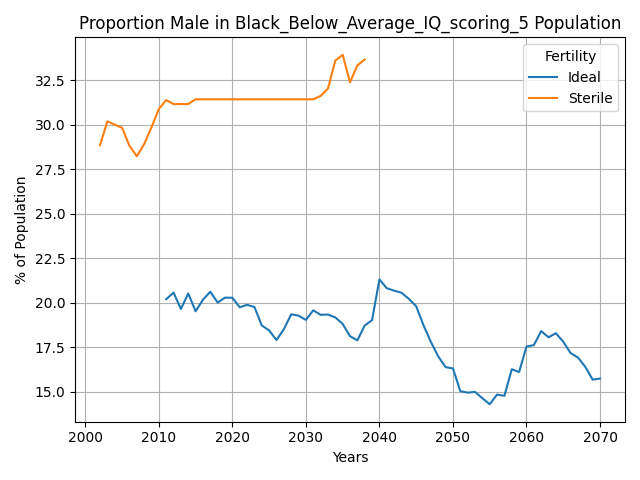 Proportion Male in Black_Below_Average_IQ_scoring_5 Population
Fertility
Ideal
Sterile
% of Population
32.5
30.0
27.5
25.0
22.5
20.0
17.5
15.0
2000 2010 2020 2030 2040 2050 2060 2070
Years